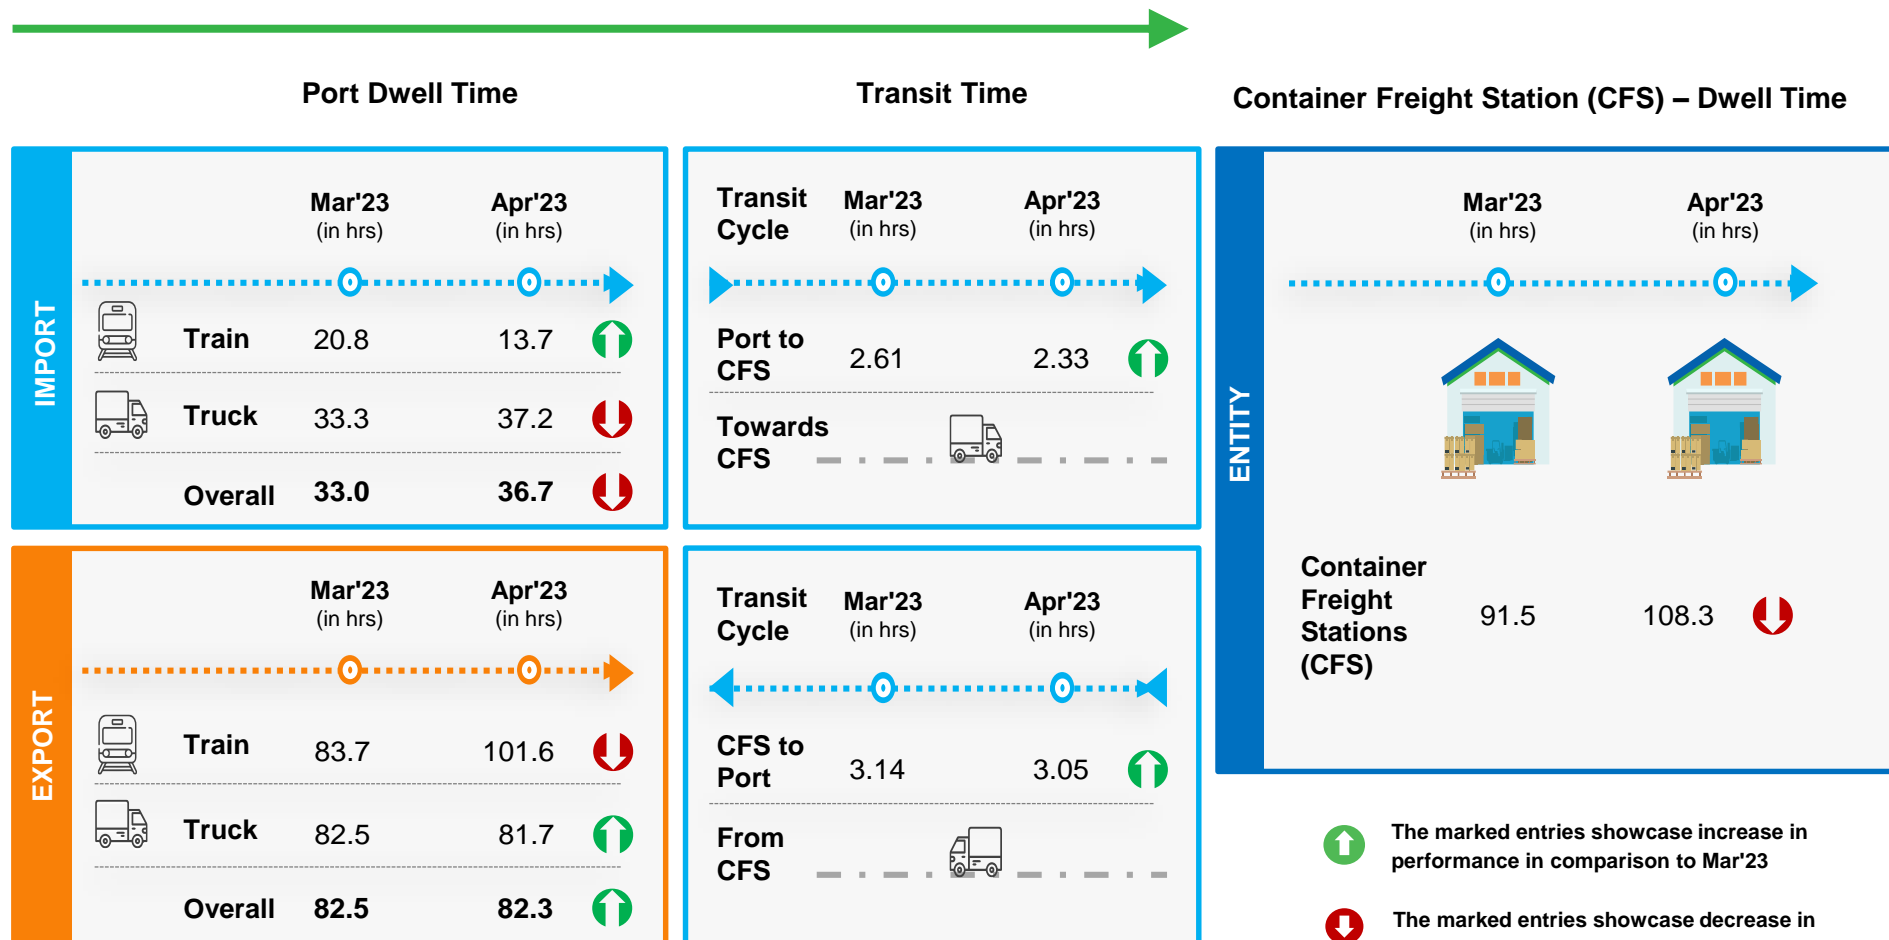 Port Dwell Time
Transit Time
Container Freight Station (CFS) – Dwell Time
IMPORT
Mar'23 Apr'23
(in hrs) (in hrs)
Train 20.8 13.7
Truck 33.3 37.2
Overall 33.0 36.7
Transit Cycle Mar'23 Apr'23
(in hrs) (in hrs)
Port to
CFS 2.61 2.33
Towards
CFS
EXPORT
Mar'23 Apr'23
(in hrs) (in hrs)
Train 83.7 101.6
Truck 82.5 81.7
Overall 82.5 82.3
Transit
Cycle Mar'23 Apr'23
(in hrs) (in hrs)
CFS to
Port 3.14 3.05
From
CFS
ENTITY
Mar'23 Apr'23
(in hrs) (in hrs)
Container
Freight
Stations
(CFS) 91.5 108.3
The marked entries showcase increase in
performance in comparison to Mar'23
The marked entries showcase decrease in